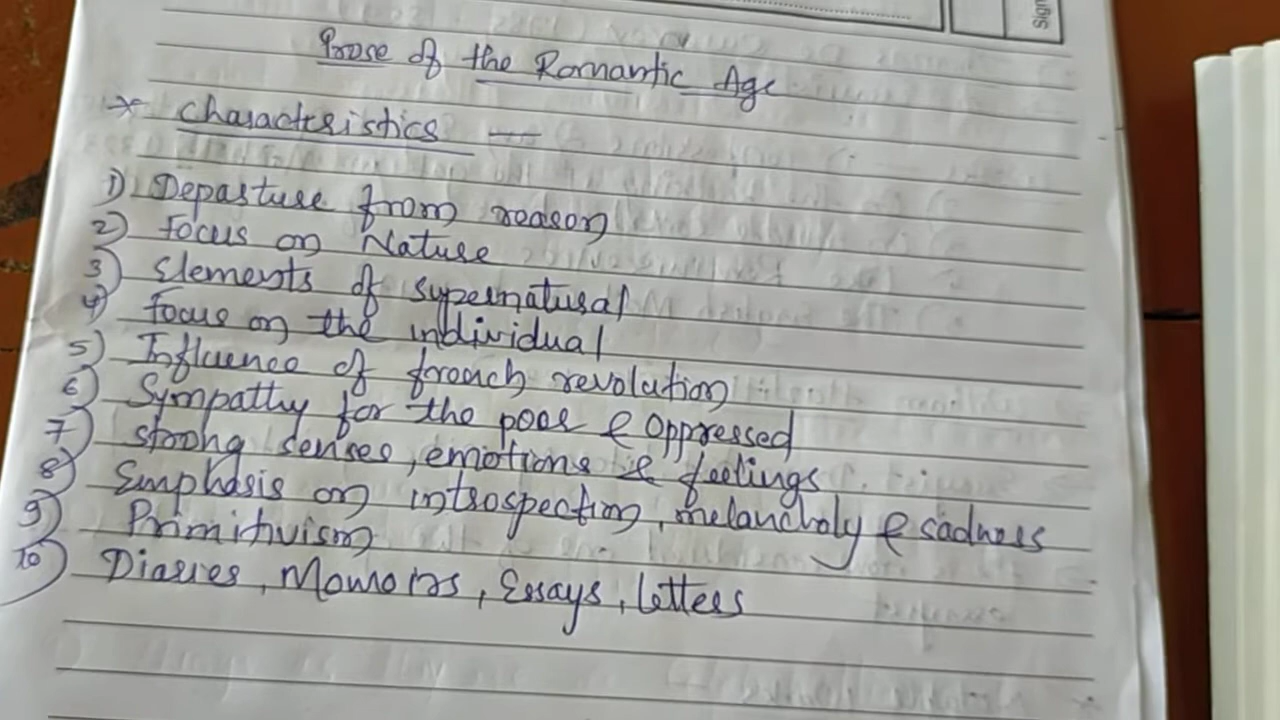 Sign
Prose of the Romantic Age
* Characteristics —
1) Departure from reason
2) Focus on Nature
3) Elements of supernatural
4) Focus on the individual
5) Influence of french revolution
6) Sympathy for the poor & oppressed
7) strong senses, emotions & feelings
8) Emphasis on introspection, melancholy & sadness
9) Primitivism
10) Diaries, Memoirs, Essays, letters